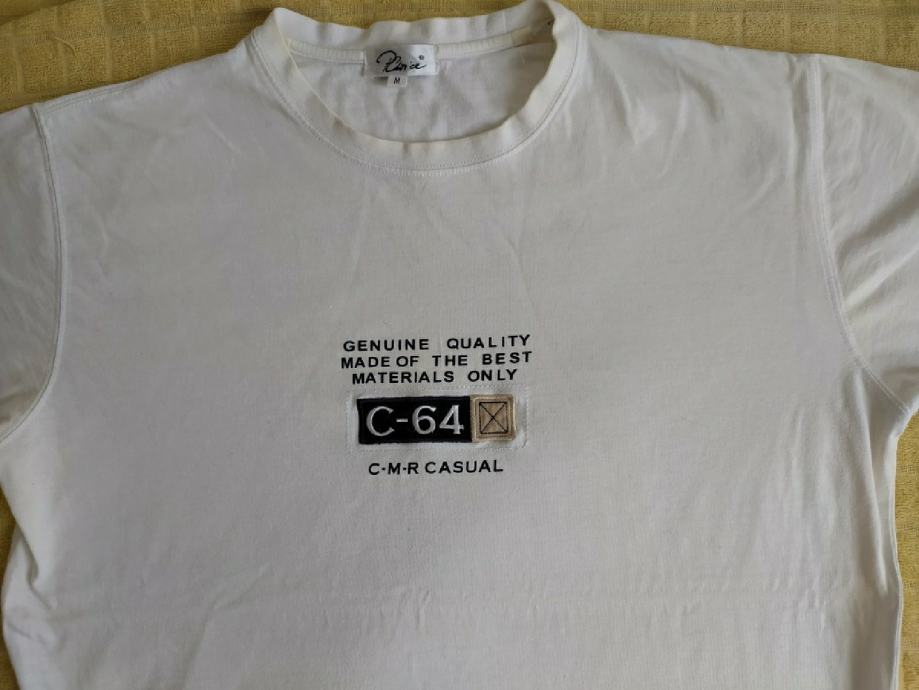 M
GENUINE QUALITY
MADE OF THE BEST
MATERIALS ONLY
C-64
C-M-R CASUAL